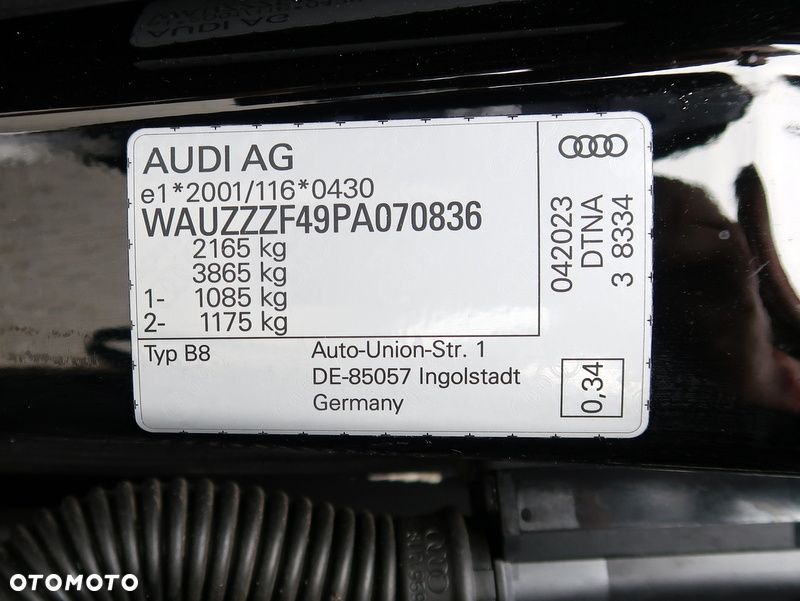 AUDI AG
e1*2001/116*0430
WAUZZZF49PA070836
2165 kg
3865 kg
1- 1085 kg
2- 1175 kg
Typ B8
Auto-Union-Str. 1
DE-85057 Ingolstadt
Germany
042023
DTNA
3 8334
0,34
OTOMOTO